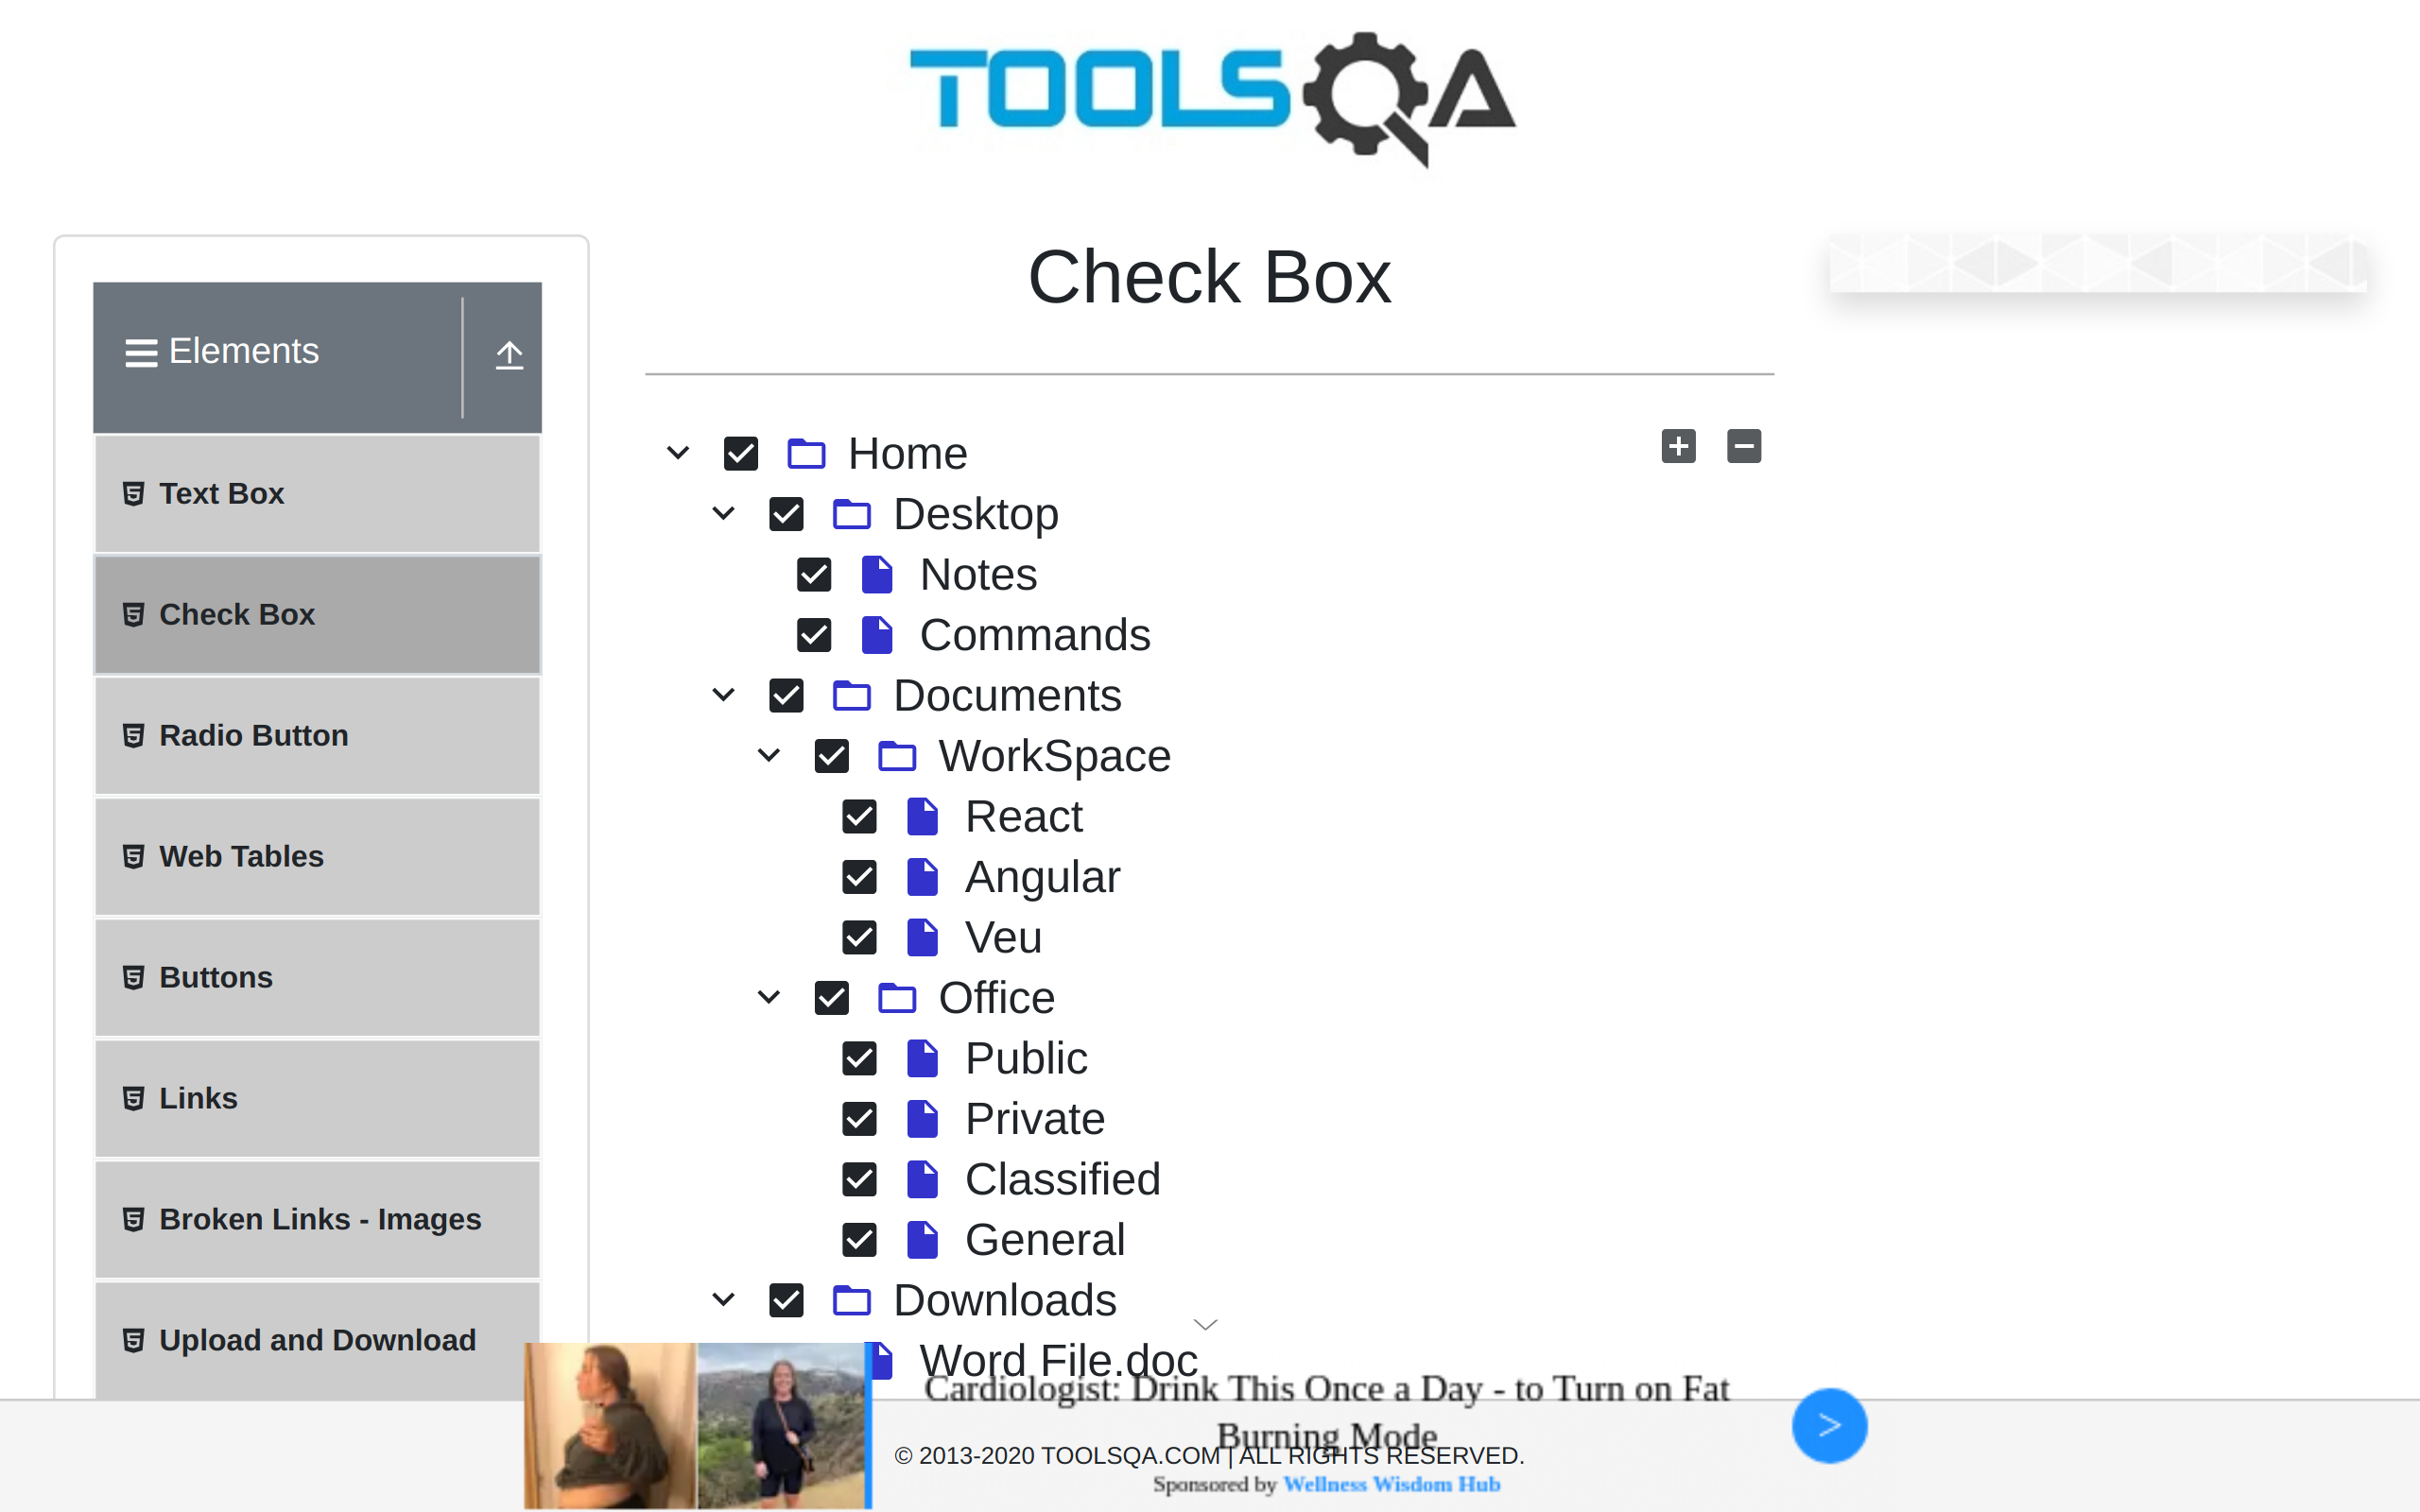 TOOLSQA
Check Box
Elements
Text Box
Check Box
Radio Button
Web Tables
Buttons
Links
Broken Links - Images
Upload and Download
Home
Desktop
Notes
Commands
Documents
WorkSpace
React
Angular
Veu
Office
Public
Private
Classified
General
Downloads
Word File.doc
Cardiologist: Drink This Once a Day - to Turn on Fat
Burning Mode
© 2013-2020 TOOLSQA.COM | ALL RIGHTS RESERVED.
Sponsored by Wellness Wisdom Hub